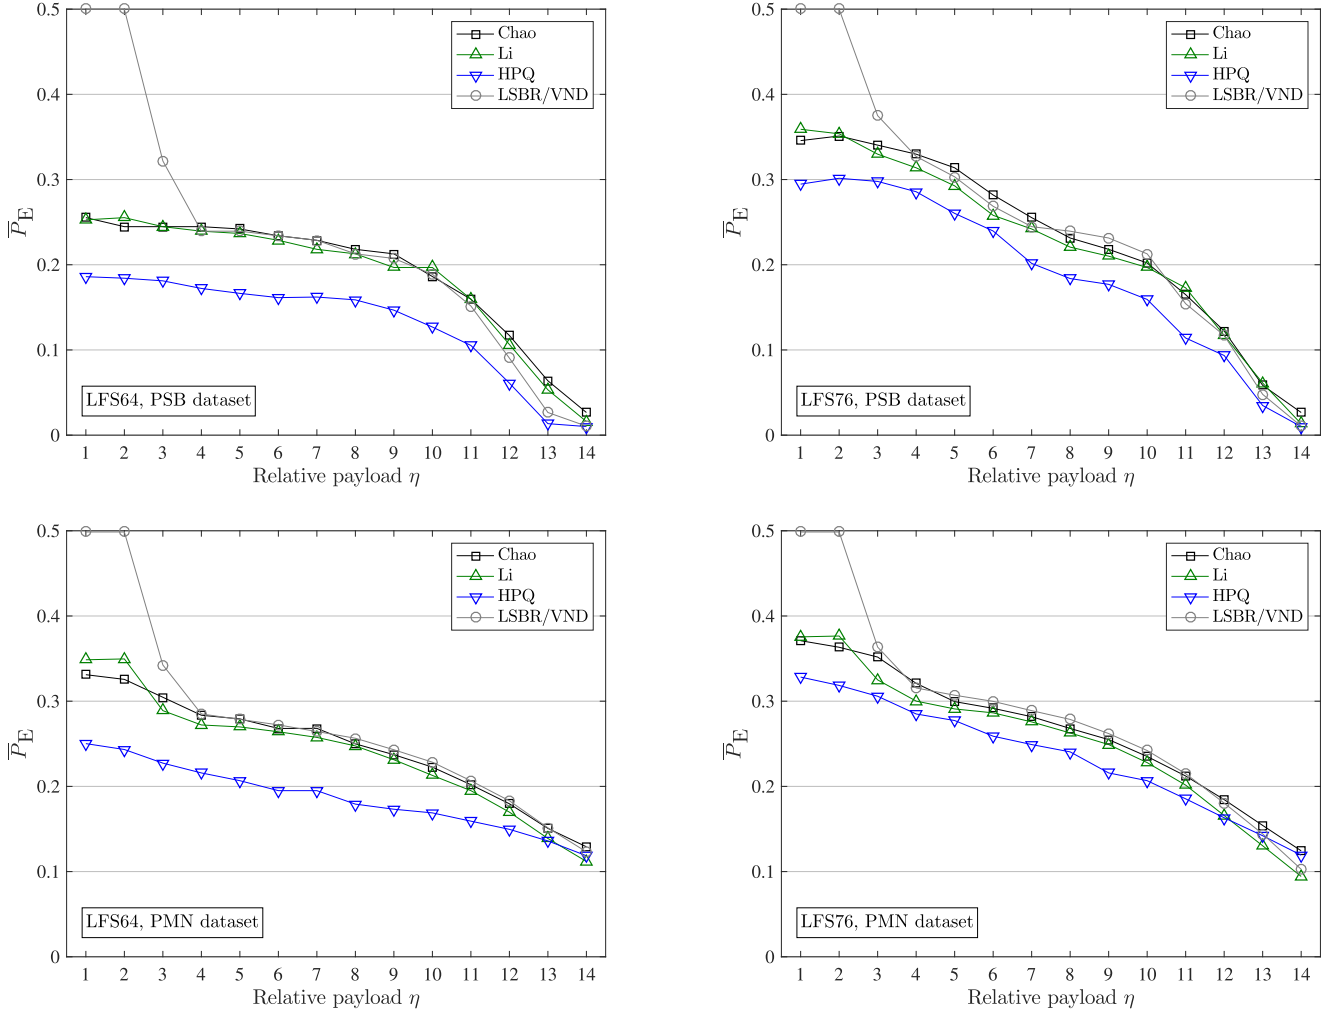 0.5
0.4
0.3
0.2
0.1
0
P̅E
Chao
Li
HPQ
LSBR/VND
LFS64, PSB dataset
1 2 3 4 5 6 7 8 9 10 11 12 13 14
Relative payload η
0.5
0.4
0.3
0.2
0.1
0
P̅E
Chao
Li
HPQ
LSBR/VND
LFS76, PSB dataset
1 2 3 4 5 6 7 8 9 10 11 12 13 14
Relative payload η
0.5
0.4
0.3
0.2
0.1
0
P̅E
Chao
Li
HPQ
LSBR/VND
LFS64, PMN dataset
1 2 3 4 5 6 7 8 9 10 11 12 13 14
Relative payload η
0.5
0.4
0.3
0.2
0.1
0
P̅E
Chao
Li
HPQ
LSBR/VND
LFS76, PMN dataset
1 2 3 4 5 6 7 8 9 10 11 12 13 14
Relative payload η